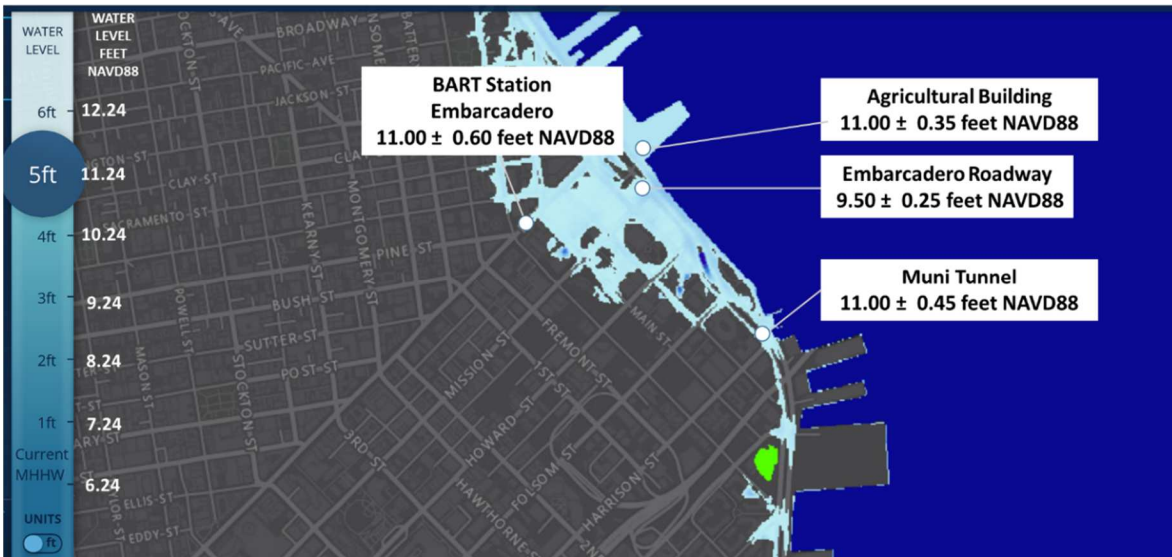 WATER
LEVEL
WATER
LEVEL
FEET
NAVD88
6ft
12.24
5ft
11.24
4ft
10.24
3ft
9.24
2ft
8.24
1ft
7.24
Current
MHHW
6.24
UNITS
ft
BART Station
Embarcadero
11.00 ± 0.60 feet NAVD88
Agricultural Building
11.00 ± 0.35 feet NAVD88
Embarcadero Roadway
9.50 ± 0.25 feet NAVD88
Muni Tunnel
11.00 ± 0.45 feet NAVD88
BROADWAY
PACIFIC-AVE
JACKSON-ST
CLAY-ST
SACRAMENTO-ST
KEARNY-ST
MONTGOMERY-ST
PINE-ST
BUSH-ST
SUTTER-ST
POST-ST
POWELL-ST
MASON-ST
STOCKTON-ST
ELLIS-ST
EDDY-ST
MISSION-ST
FREMONT-ST
MAIN-ST
1ST-ST
HOWARD-ST
FOLSOM-ST
HARRISON-ST
3RD-ST
HAWTHORNE-ST